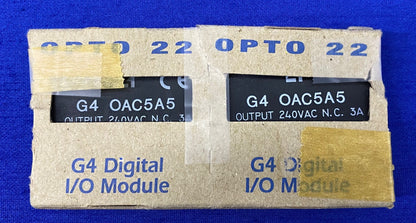 OPTO 22 OPTO 22
CE
G4 OAC5A5 G4 OAC5A5
OUTPUT 240VAC N.C. 3A OUTPUT 240VAC N.C. 3A
G4 Digital G4 Digital
I/O Module I/O Module